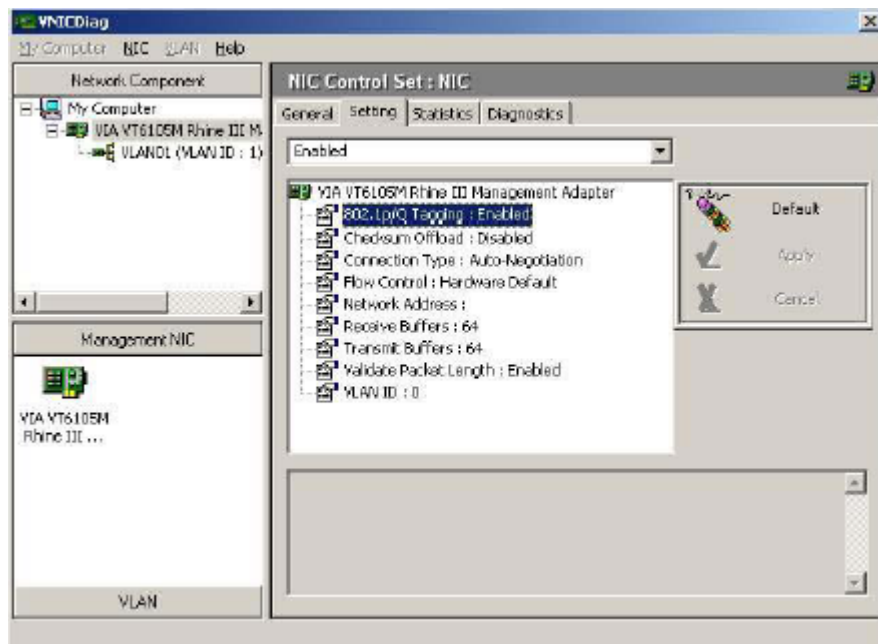 VNICDiag
My Computer NIC VLAN Help
Network Component
My Computer
VIA VT6105M Rhine III M
VLAN01 (VLAN ID : 1)
Management NIC
VIA VT6105M
Rhine III ...
VLAN
NIC Control Set : NIC
General Setting Statistics Diagnostics
Enabled
VIA VT6105M Rhine III Management Adapter
802.1p/Q Tagging : Enabled
Checksum Offload : Disabled
Connection Type : Auto-Negotiation
Flow Control : Hardware Default
Network Address :
Receive Buffers : 64
Transmit Buffers : 64
Validate Packet Length : Enabled
VLAN ID : 0
Default
Apply
Cancel